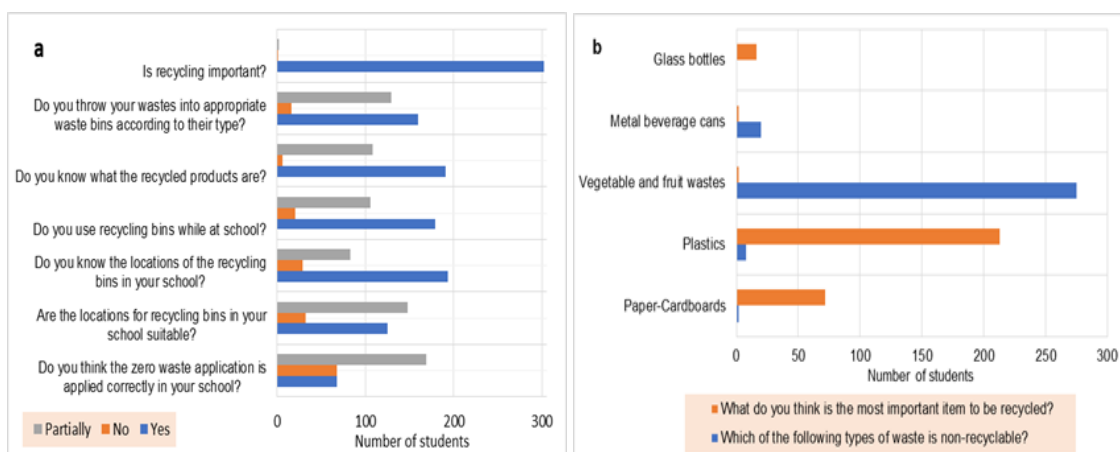 a
Is recycling important?
Do you throw your wastes into appropriate
waste bins according to their type?
Do you know what the recycled products are?
Do you use recycling bins while at school?
Do you know the locations of the recycling
bins in your school?
Are the locations for recycling bins in your
school suitable?
Do you think the zero waste application is
applied correctly in your school?
0 100 200 300
Partially No Yes
Number of students
b
Glass bottles
Metal beverage cans
Vegetable and fruit wastes
Plastics
Paper-Cardboards
0 50 100 150 200 250 300
Number of students
What do you think is the most important item to be recycled?
Which of the following types of waste is non-recyclable?